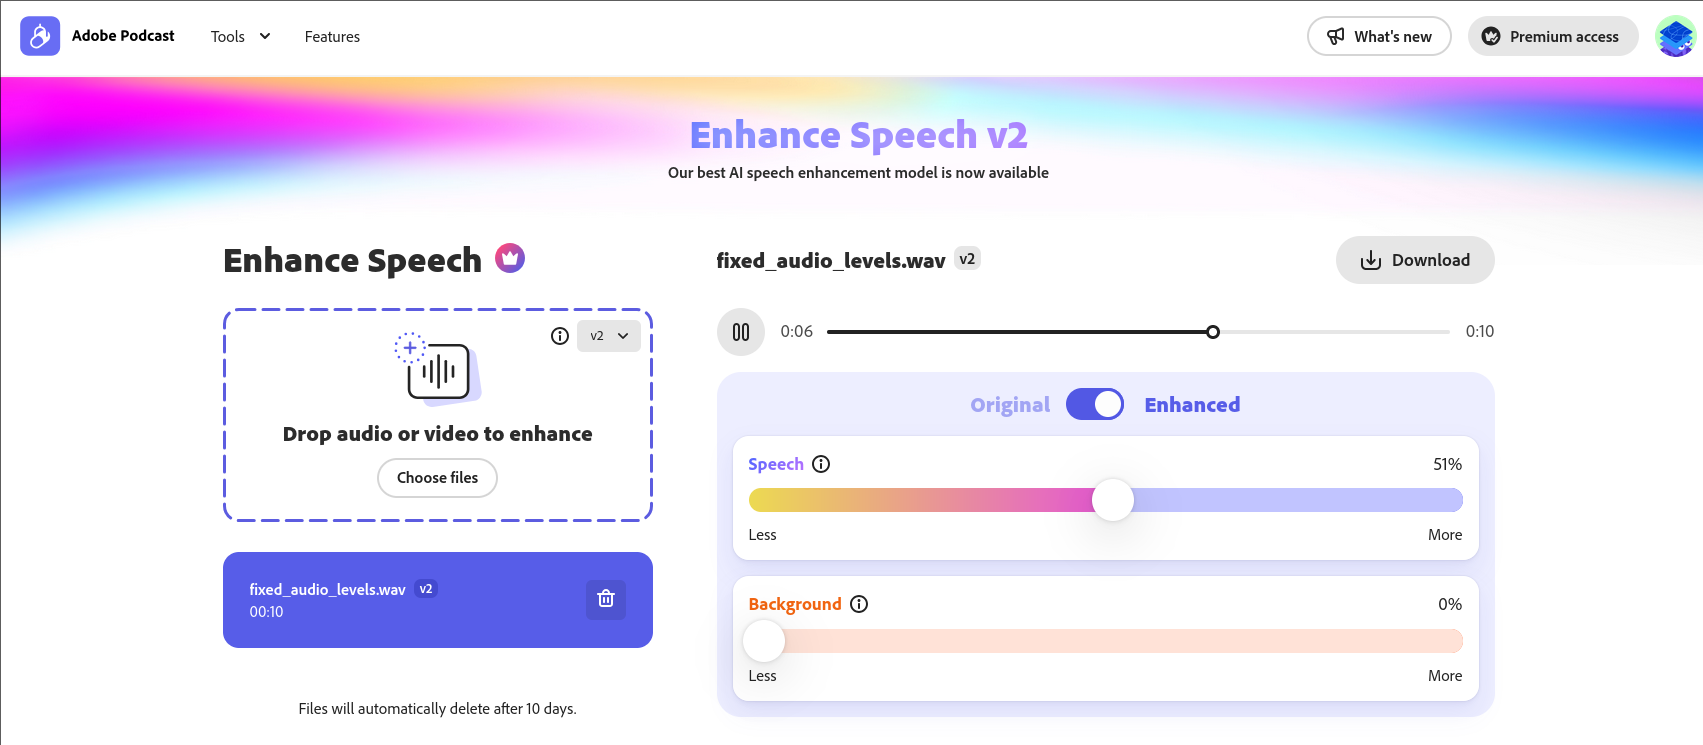 Adobe Podcast
Tools
Features
What's new
Premium access
Enhance Speech v2
Our best AI speech enhancement model is now available
Enhance Speech
v2
Drop audio or video to enhance
Choose files
fixed_audio_levels.wav v2
00:10
Files will automatically delete after 10 days.
fixed_audio_levels.wav v2
Download
0:06
0:10
Original
Enhanced
Speech
51%
Less
More
Background
0%
Less
More